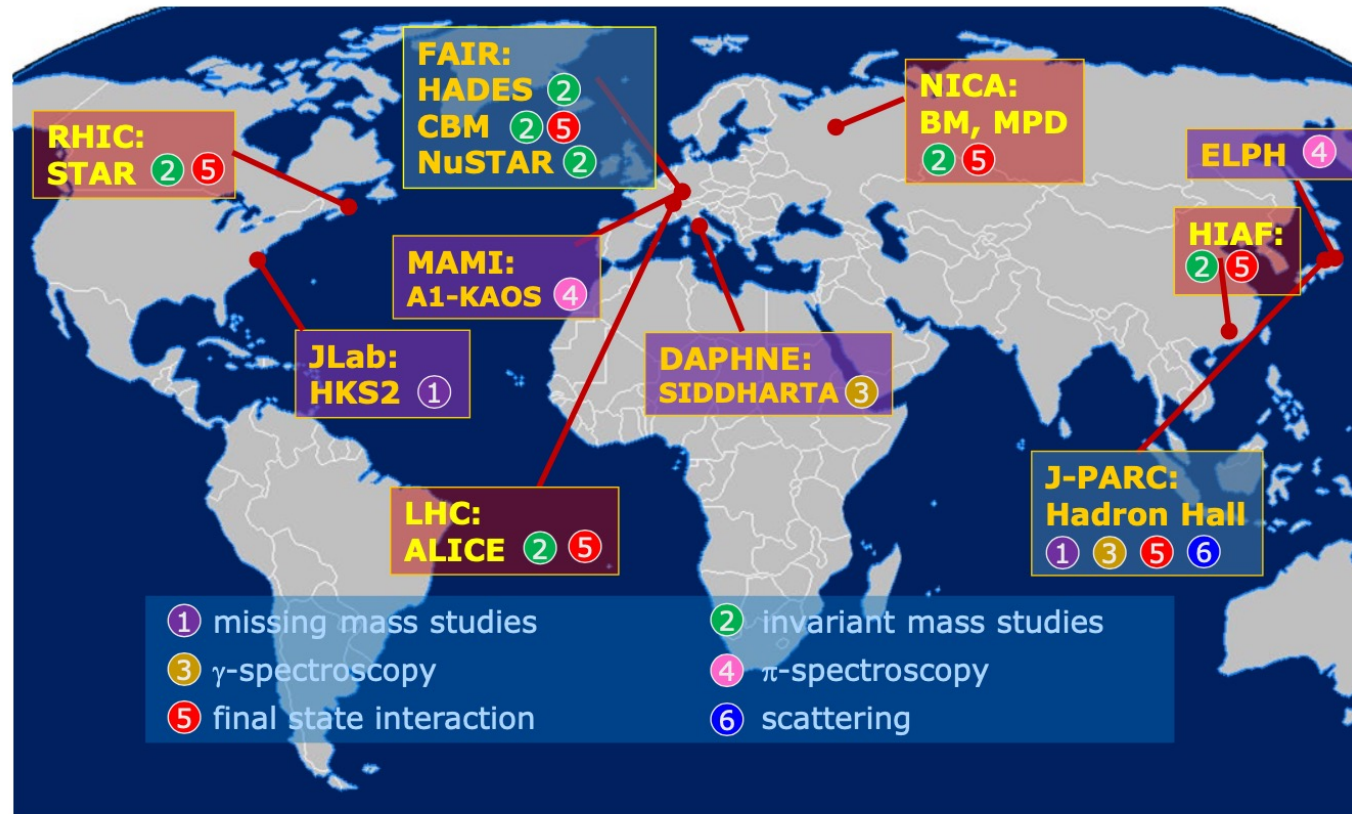 FAIR:
HADES 2
CBM 2 5
NuSTAR 2
NICA:
BM, MPD
2 5
RHIC:
STAR 2 5
ELPH 4
HIAF:
2 5
MAMI:
A1-KAOS 4
JLab:
HKS2 1
DAPHNE:
SIDDHARTA 3
LHC:
ALICE 2 5
J-PARC:
Hadron Hall
1 3 5 6
1 missing mass studies
2 invariant mass studies
3 γ-spectroscopy
4 π-spectroscopy
5 final state interaction
6 scattering